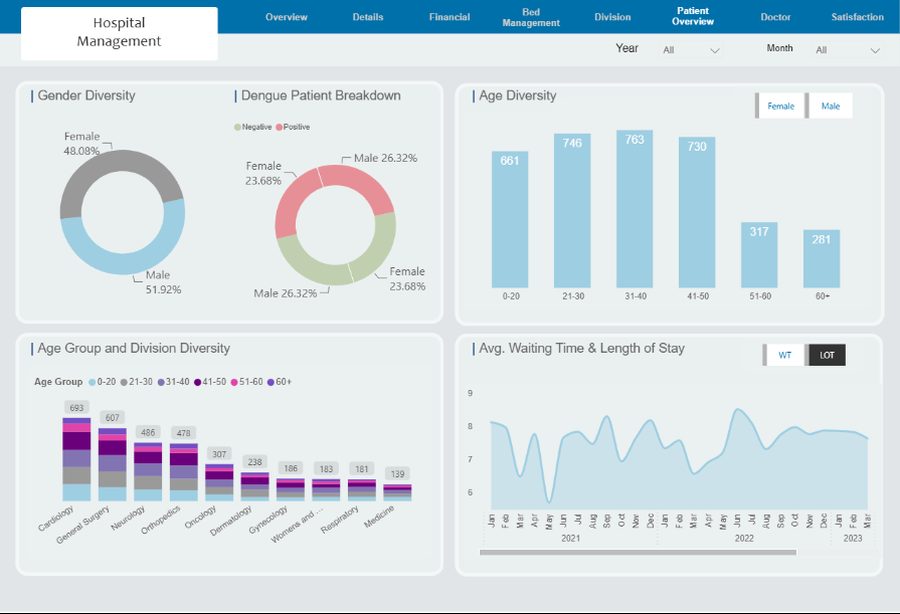 Hospital
Management
Overview
Details
Financial
Bed
Management
Division
Patient
Overview
Doctor
Satisfaction
Year
All
Month
All
Gender Diversity
Female
48.08%
Male
51.92%
Dengue Patient Breakdown
Negative Positive
Female
23.68%
Male 26.32%
Male 26.32%
Female
23.68%
Age Diversity
Female Male
661
746
763
730
317
281
0-20 21-30 31-40 41-50 51-60 60+
Age Group and Division Diversity
Age Group 0-20 21-30 31-40 41-50 51-60 60+
693
607
486
478
307
238
186
183
181
139
Cardiology
General Surgery
Neurology
Orthopedics
Oncology
Dermatology
Gynecology
Womens and ...
Respiratory
Medicine
Avg. Waiting Time & Length of Stay
WT LOT
9
8
7
6
Jan Feb Mar Apr May Jun Jul Aug Sep Oct Nov Dec Jan Feb Mar Apr May Jun Jul Aug Sep Oct Nov Dec Jan Feb Mar
2021 2022 2023